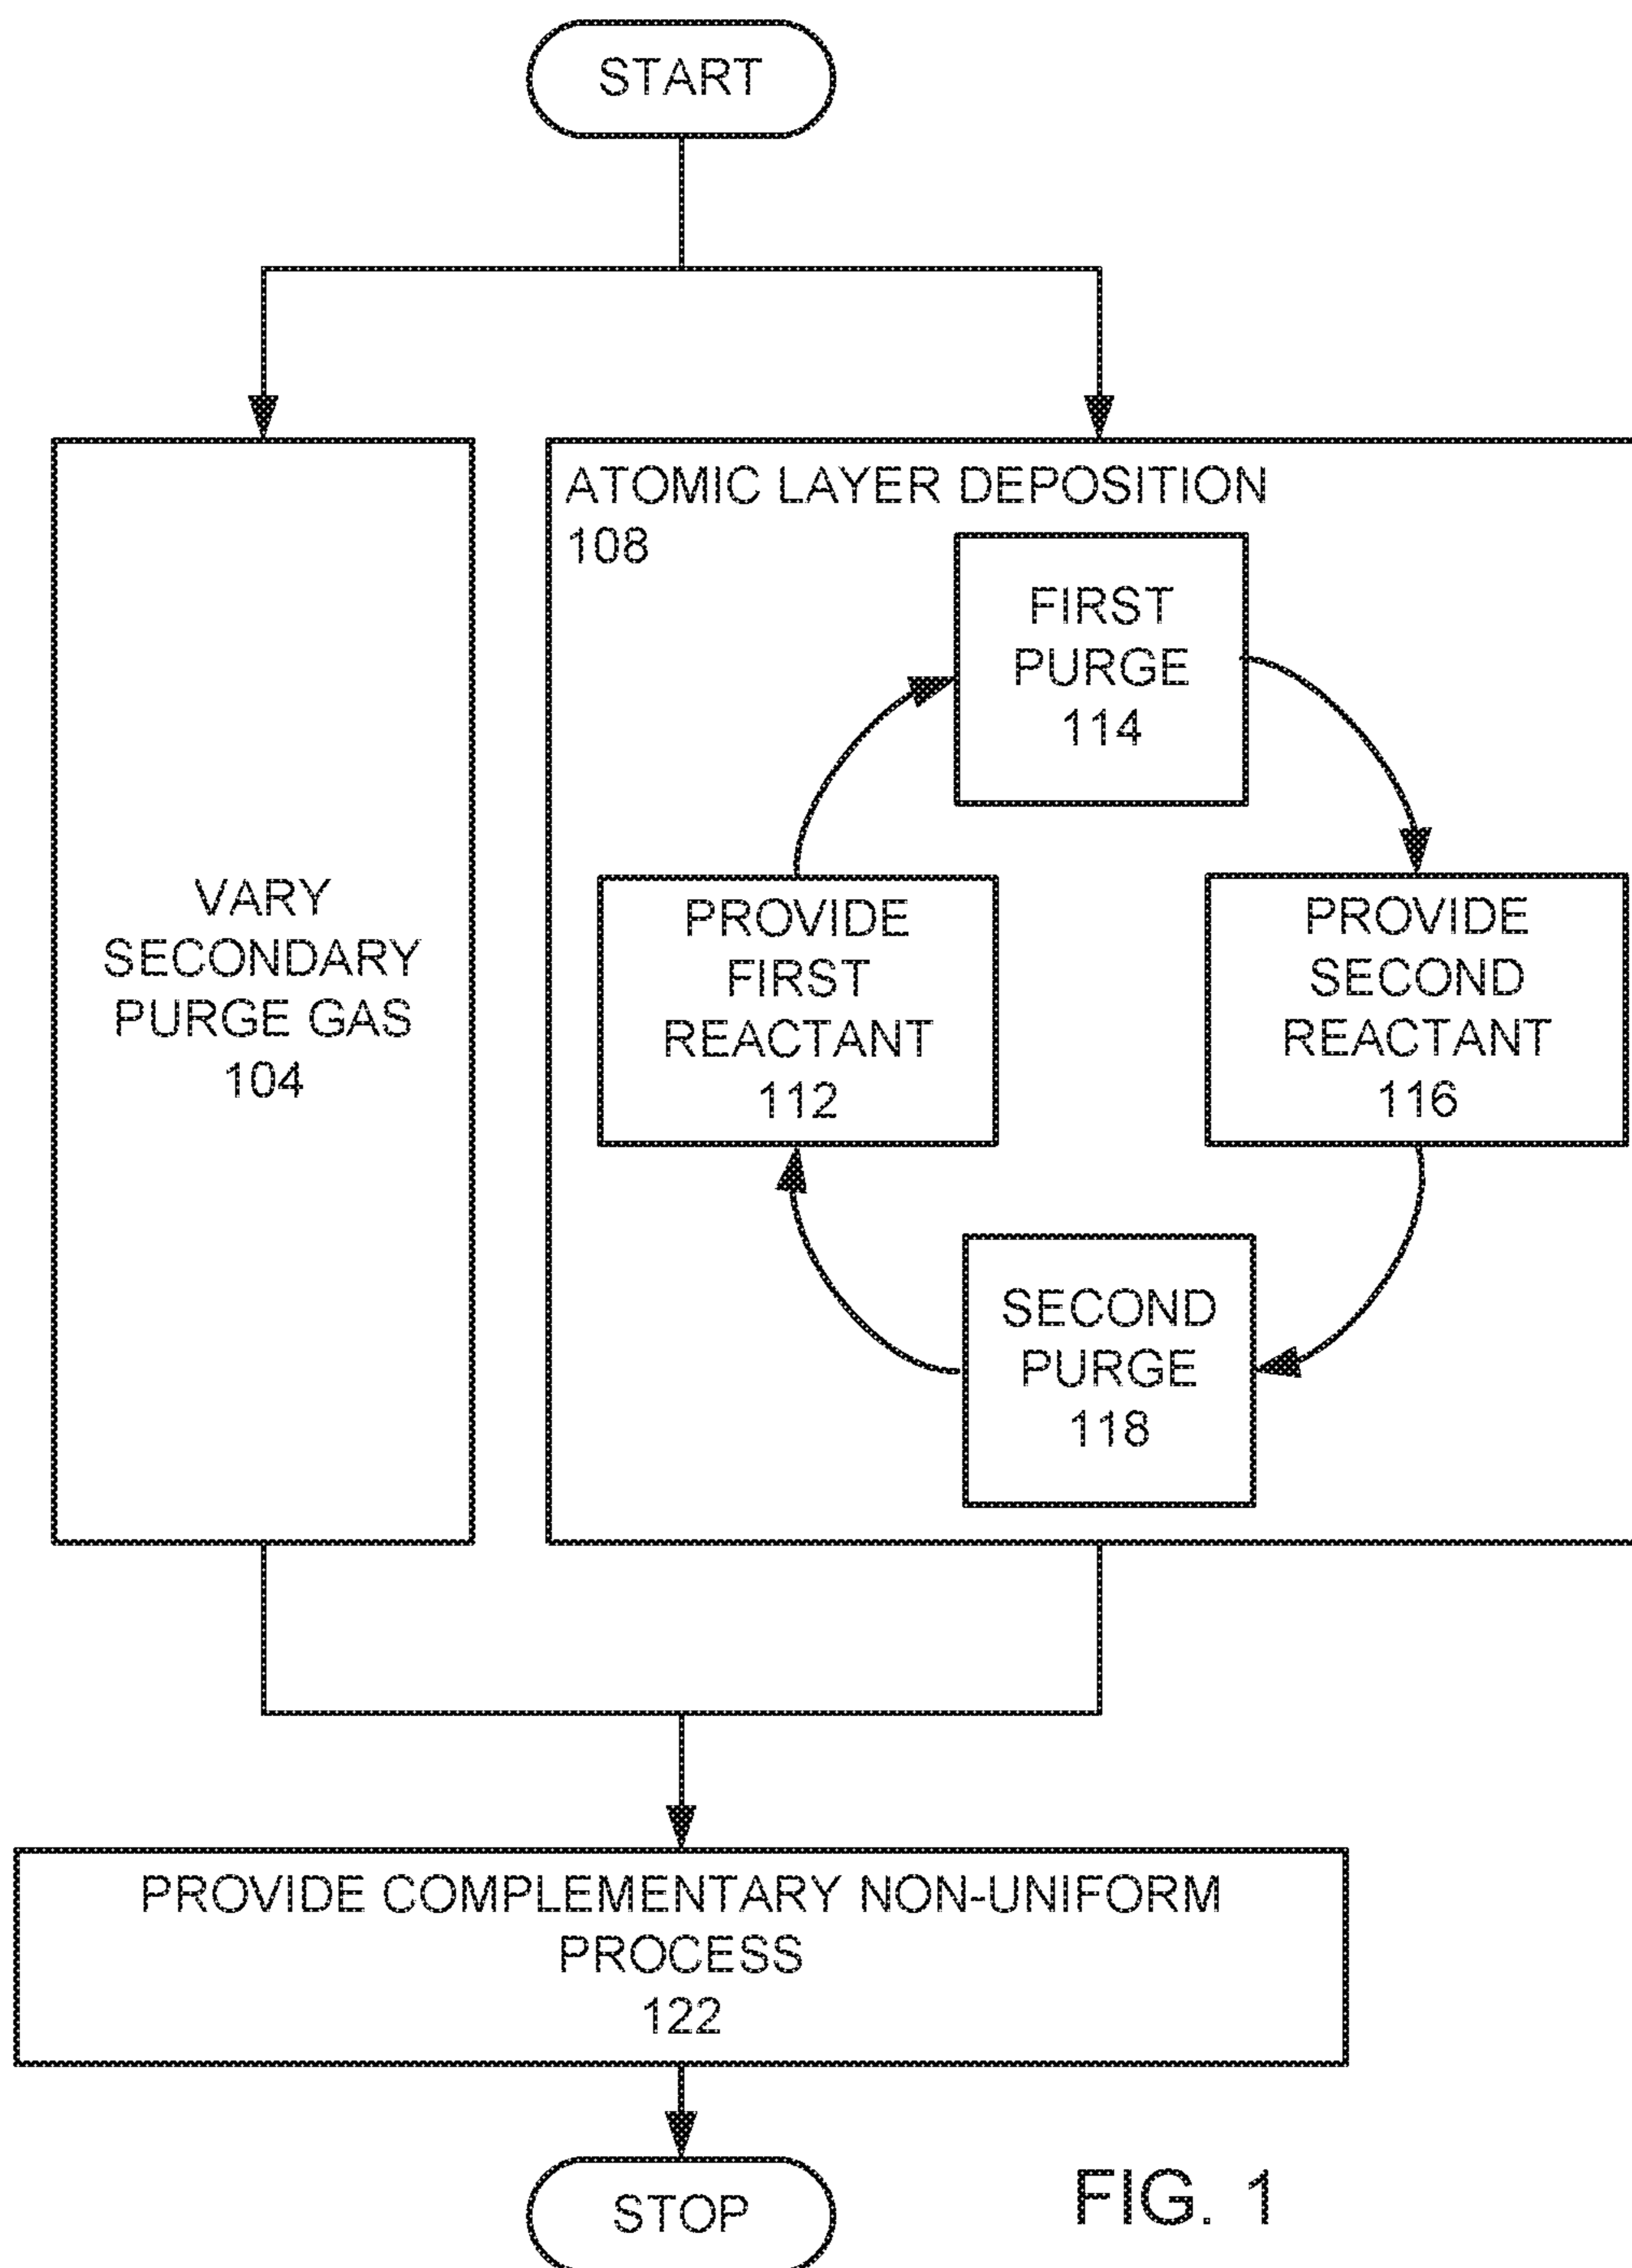 START
VARY
SECONDARY
PURGE GAS
104
ATOMIC LAYER DEPOSITION
108
FIRST
PURGE
114
PROVIDE
FIRST
REACTANT
112
PROVIDE
SECOND
REACTANT
116
SECOND
PURGE
118
PROVIDE COMPLEMENTARY NON-UNIFORM
PROCESS
122
STOP
FIG. 1